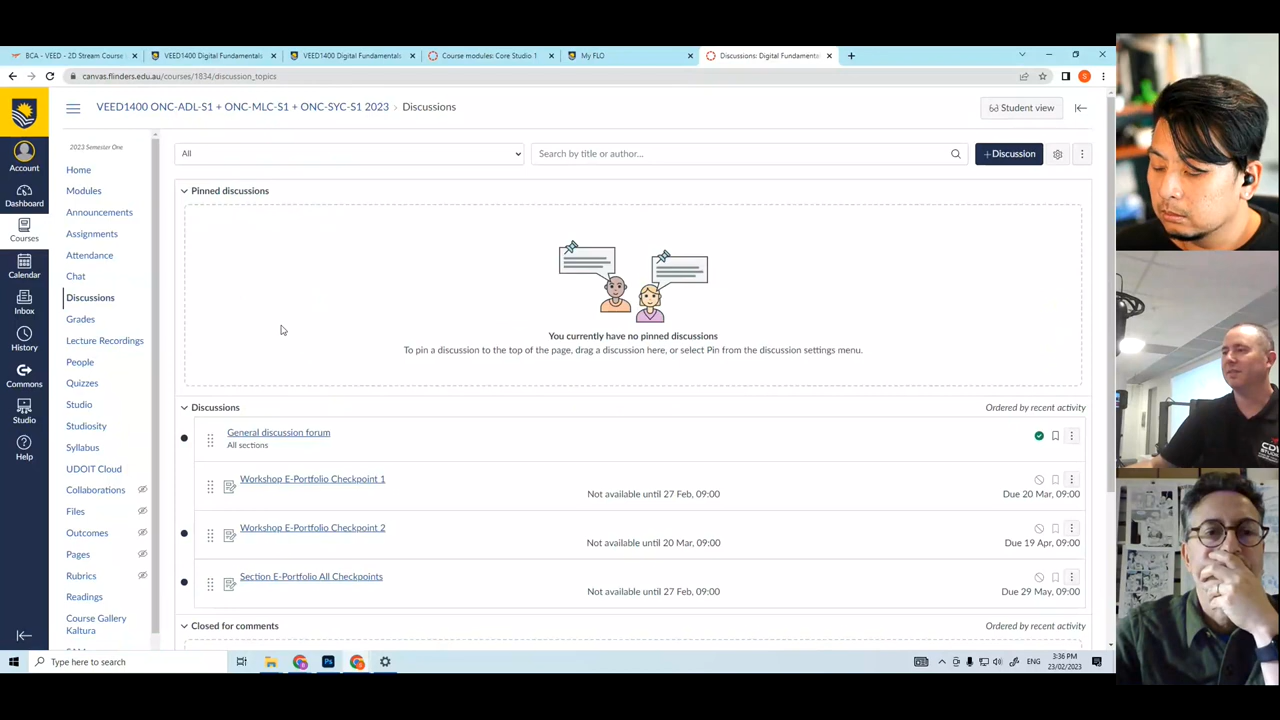 BCA - VEED - 2D Stream Cours
VEED1400 Digital Fundamentals
VEED1400 Digital Fundamentals
Course modules: Core Studio 1
My FLO
Discussions: Digital Fundament
canvas.flinders.edu.au/courses/1834/discussion_topics
VEED1400 ONC-ADL-S1 + ONC-MLC-S1 + ONC-SYC-S1 2023 > Discussions
Student view
Account
Dashboard
Courses
Calendar
Inbox
History
Commons
Studio
Help
2023 Semester One
Home
Modules
Announcements
Assignments
Attendance
Chat
Discussions
Grades
Lecture Recordings
People
Quizzes
Studio
Studiosity
Syllabus
UDOIT Cloud
Collaborations
Files
Outcomes
Pages
Rubrics
Readings
Course Gallery
Kaltura
All
Search by title or author...
+Discussion
Pinned discussions
You currently have no pinned discussions
To pin a discussion to the top of the page, drag a discussion here, or select Pin from the discussion settings menu.
Discussions
Ordered by recent activity
General discussion forum
All sections
Workshop E-Portfolio Checkpoint 1
Not available until 27 Feb, 09:00
Due 20 Mar, 09:00
Workshop E-Portfolio Checkpoint 2
Not available until 20 Mar, 09:00
Due 19 Apr, 09:00
Section E-Portfolio All Checkpoints
Not available until 27 Feb, 09:00
Due 29 May, 09:00
Closed for comments
Ordered by recent activity
Type here to search
Ps
ENG
3:36 PM
23/02/2023